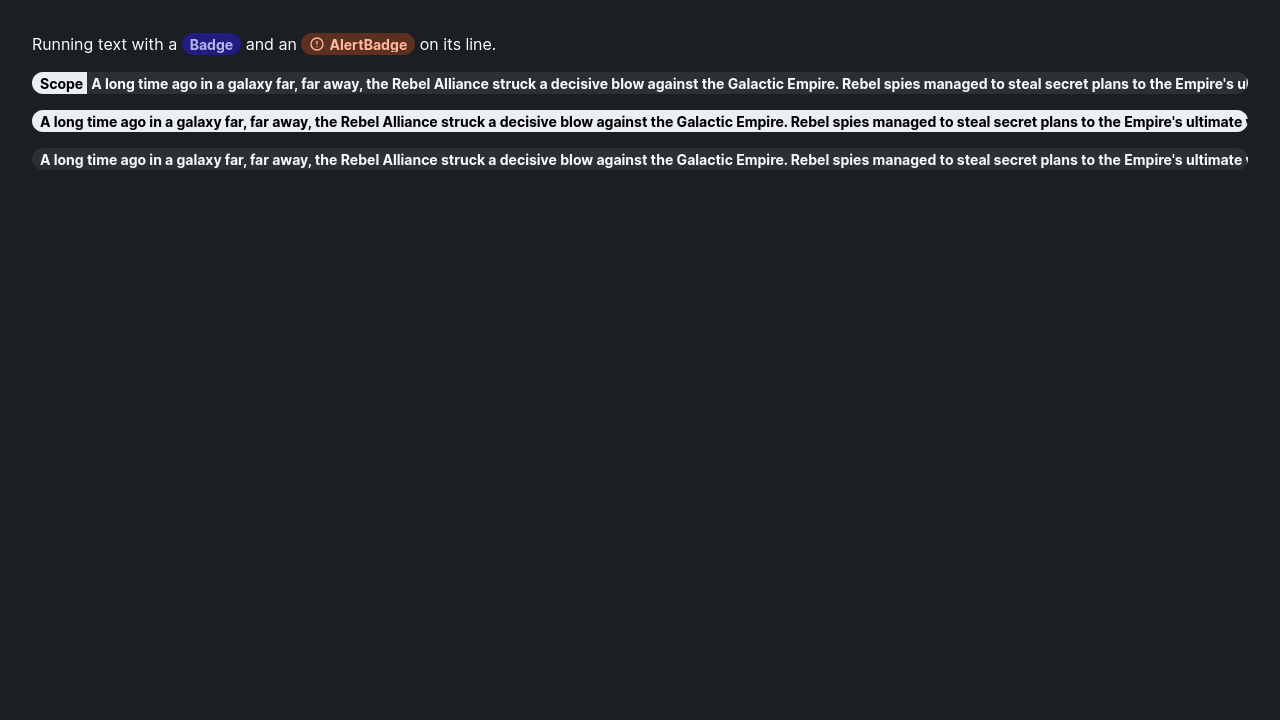 Running text with a Badge and an AlertBadge on its line.
Scope A long time ago in a galaxy far, far away, the Rebel Alliance struck a decisive blow against the Galactic Empire. Rebel spies managed to steal secret plans to the Empire's
A long time ago in a galaxy far, far away, the Rebel Alliance struck a decisive blow against the Galactic Empire. Rebel spies managed to steal secret plans to the Empire's ultimate
A long time ago in a galaxy far, far away, the Rebel Alliance struck a decisive blow against the Galactic Empire. Rebel spies managed to steal secret plans to the Empire's ultimate